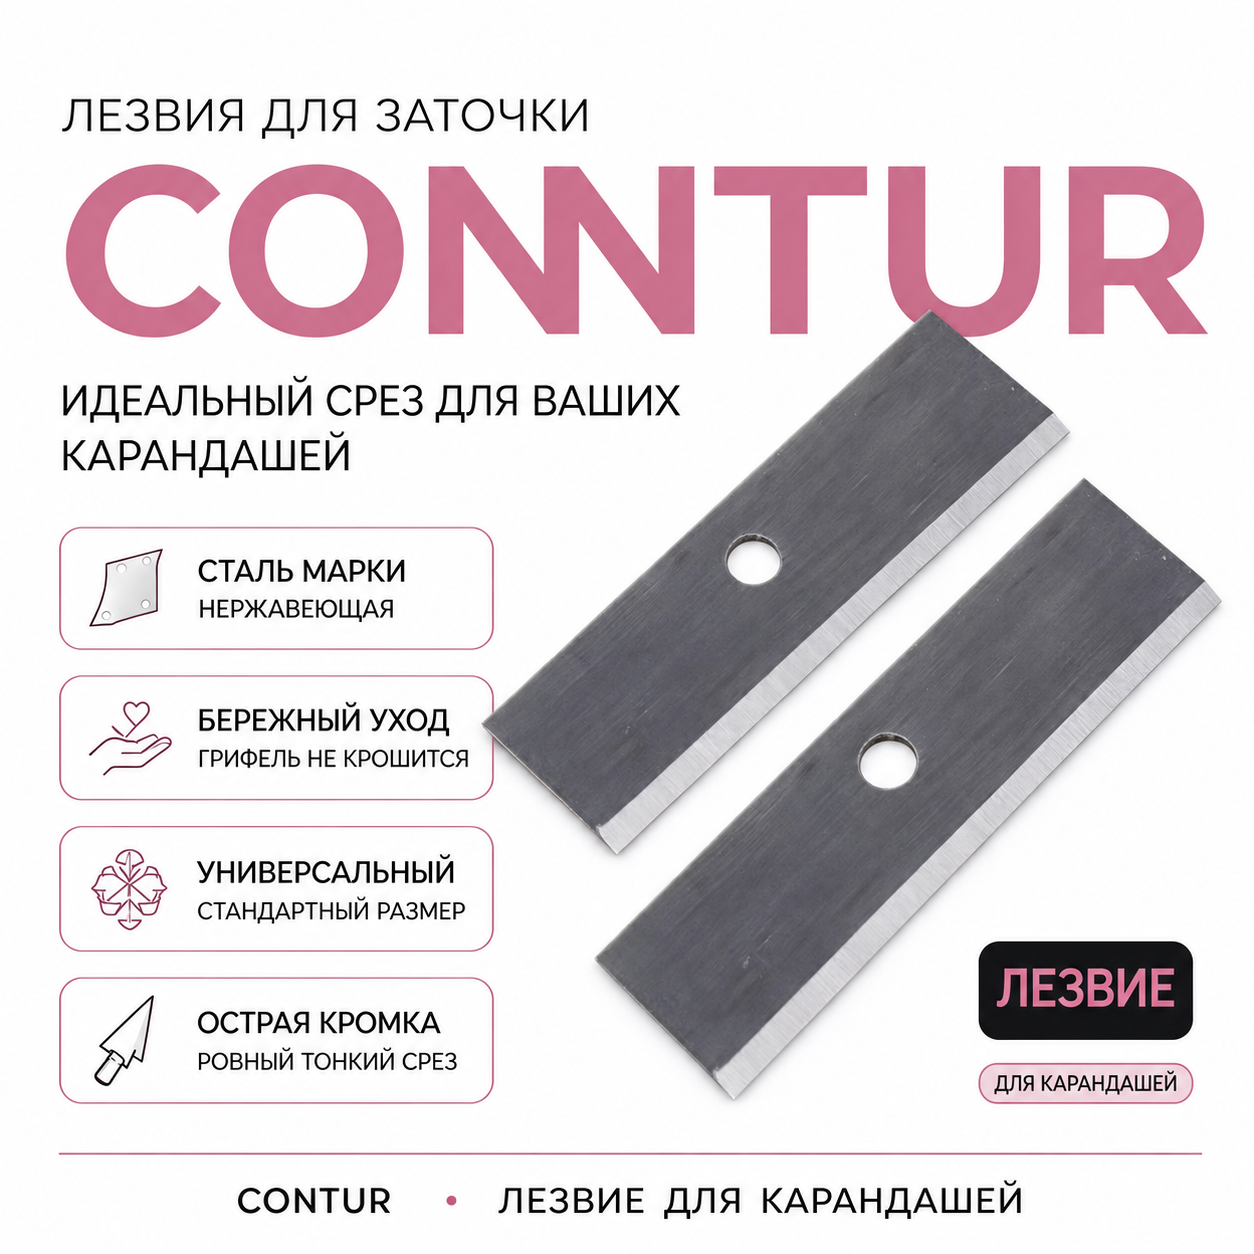 ЛЕЗВИЯ ДЛЯ ЗАТОЧКИ
CONNTUR
ИДЕАЛЬНЫЙ СРЕЗ ДЛЯ ВАШИХ
КАРАНДАШЕЙ
СТАЛЬ МАРКИ
НЕРЖАВЕЮЩАЯ
БЕРЕЖНЫЙ УХОД
ГРИФЕЛЬ НЕ КРОШИТСЯ
УНИВЕРСАЛЬНЫЙ
СТАНДАРТНЫЙ РАЗМЕР
ОСТРАЯ КРОМКА
РОВНЫЙ ТОНКИЙ СРЕЗ
ЛЕЗВИЕ
ДЛЯ КАРАНДАШЕЙ
CONTUR • ЛЕЗВИЕ ДЛЯ КАРАНДАШЕЙ